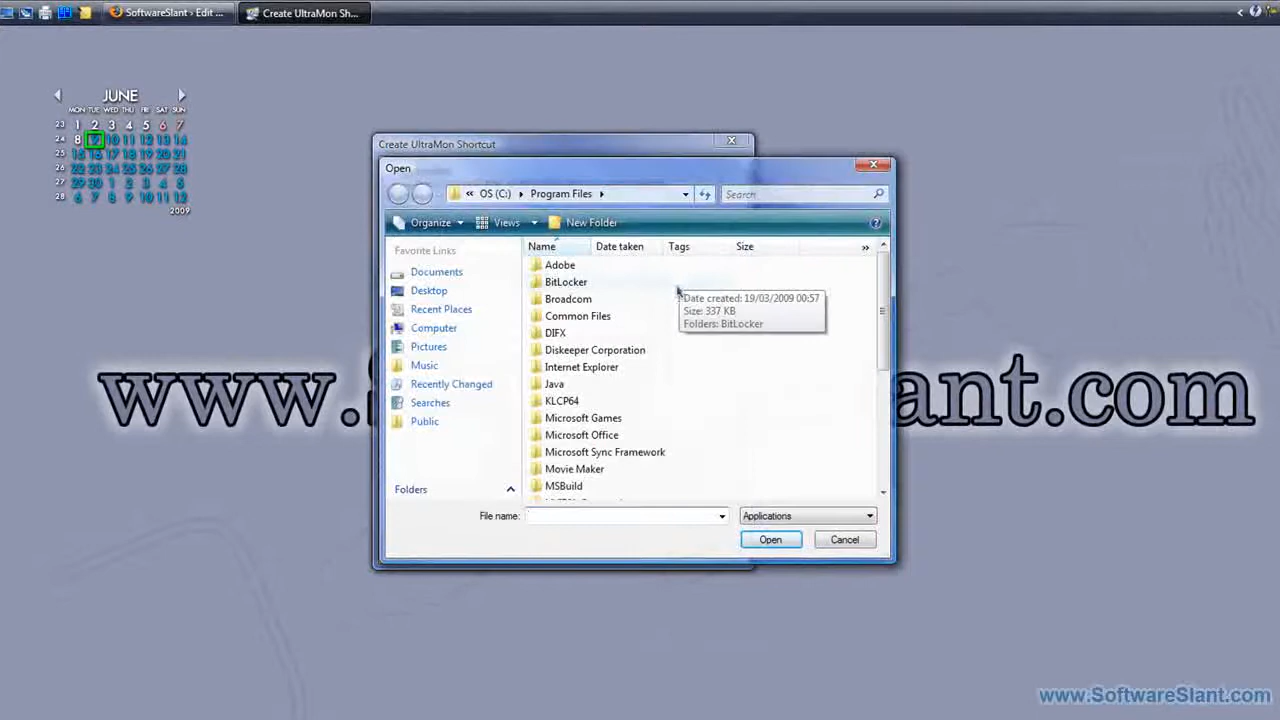 SoftwareSlant › Edit ...
Create UltraMon Sh...
JUNE
MON TUE WED THU FRI SAT SUN
23 1 2 3 4 5 6 7
24 8 9 10 11 12 13 14
25 15 16 17 18 19 20 21
26 22 23 24 25 26 27 28
27 29 30 1 2 3 4 5
28 6 7 8 9 10 11 12
2009
Create UltraMon Shortcut
Open
« OS (C:) Program Files
Search
Organize Views New Folder
Favorite Links
Documents
Desktop
Recent Places
Computer
Pictures
Music
Recently Changed
Searches
Public
Folders
Name Date taken Tags Size »
Adobe
BitLocker
Broadcom
Common Files
DIFX
Diskeeper Corporation
Internet Explorer
Java
KLCP64
Microsoft Games
Microsoft Office
Microsoft Sync Framework
Movie Maker
MSBuild
Date created: 19/03/2009 00:57
Size: 337 KB
Folders: BitLocker
File name:
Applications
Open Cancel
www.S
lant.com
www.SoftwareSlant.com